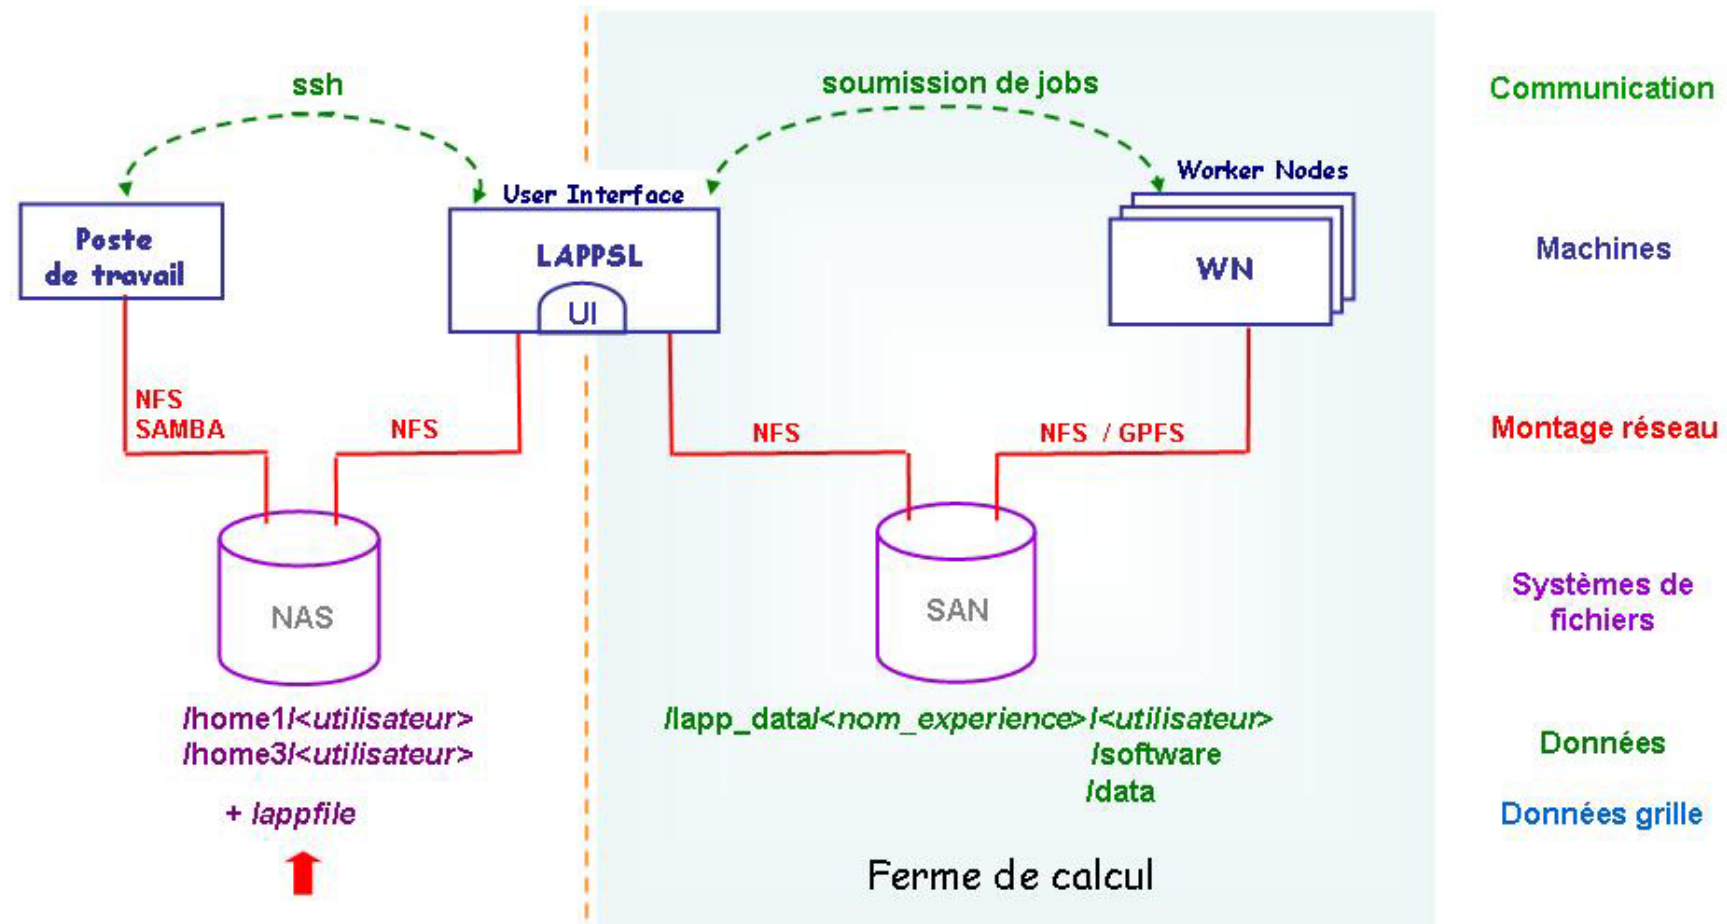 ssh
soumission de jobs
Communication
User Interface
Worker Nodes
Poste
de travail
LAPPSL
UI
WN
Machines
NFS
SAMBA
NFS
NFS
NFS / GPFS
Montage réseau
NAS
SAN
Systèmes de
fichiers
/home1/<utilisateur>
/home3/<utilisateur>
+ lappfile
/lapp_data/<nom_experience>/<utilisateur>
/software
/data
Données
Données grille
Ferme de calcul